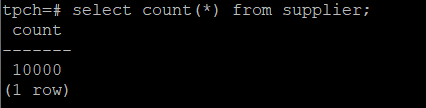 tpch=# select count(*) from supplier;
count
-------
10000
(1 row)